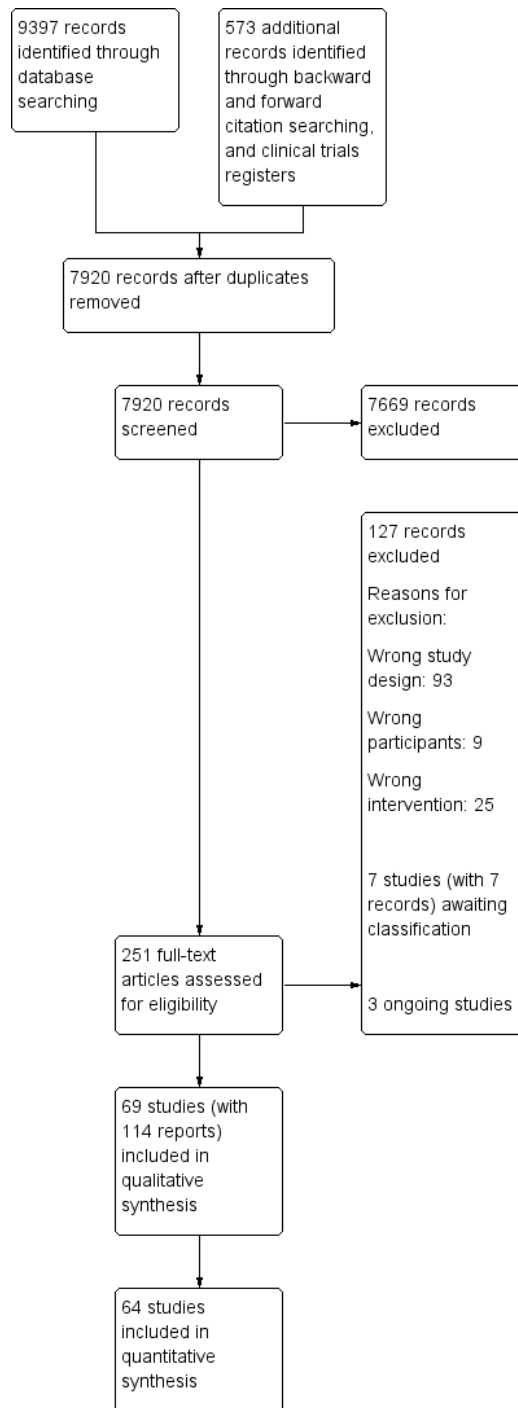 9397 records
identified through
database
searching
573 additional
records identified
through backward
and forward
citation searching,
and clinical trials
registers
7920 records after duplicates
removed
7920 records
screened
7669 records
excluded
127 records
excluded
Reasons for
exclusion:
Wrong study
design: 93
Wrong
participants: 9
Wrong
intervention: 25
7 studies (with 7
records) awaiting
classification
3 ongoing studies
251 full-text
articles assessed
for eligibility
69 studies (with
114 reports)
included in
qualitative
synthesis
64 studies
included in
quantitative
synthesis